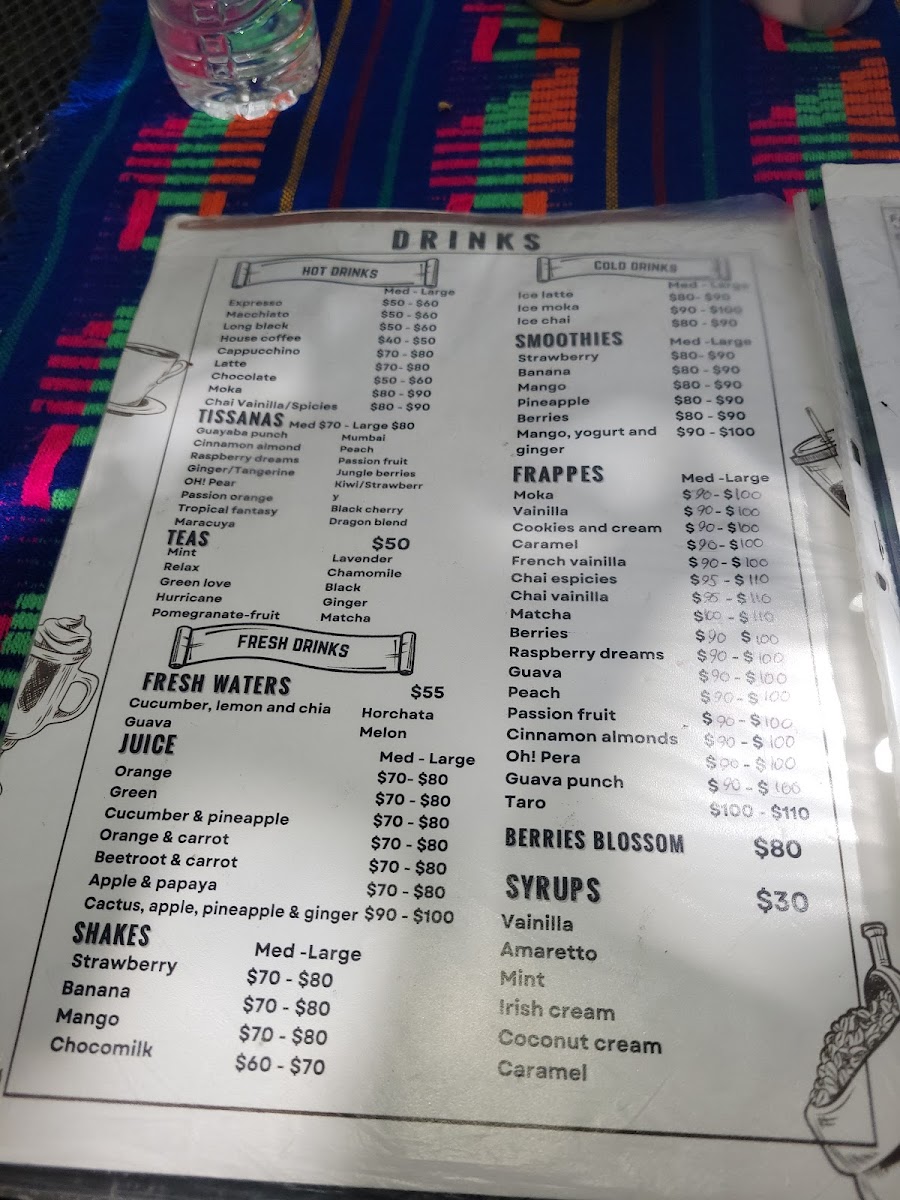 DRINKS
HOT DRINKS
Med - Large
Expresso $50 - $60
Macchiato $50 - $60
Long black $50 - $60
House coffee $40 - $50
Cappucchino $70 - $80
Latte $70- $80
Chocolate $50 - $60
Moka $80 - $90
Chai Vainilla/Spicies $80 - $90
TISSANAS Med $70 - Large $80
Guayaba punch Mumbai
Cinnamon almond Peach
Raspberry dreams Passion fruit
Ginger/Tangerine Jungle berries
OH! Pear Kiwi/Strawberr
Passion orange y
Tropical fantasy Black cherry
Maracuya Dragon blend
TEAS $50
Mint Lavender
Relax Chamomile
Green love Black
Hurricane Ginger
Pomegranate-fruit Matcha
FRESH DRINKS
FRESH WATERS $55
Cucumber, lemon and chia Horchata
Guava Melon
JUICE Med - Large
Orange $70- $80
Green $70 - $80
Cucumber & pineapple $70 - $80
Orange & carrot $70 - $80
Beetroot & carrot $70 - $80
Apple & papaya $70 - $80
Cactus, apple, pineapple & ginger $90 - $100
SHAKES Med -Large
Strawberry $70 - $80
Banana $70 - $80
Mango $70 - $80
Chocomilk $60 - $70
COLD DRINKS
Med - Large
Ice latte $80- $90
Ice moka $90 - $100
Ice chai $80 - $90
SMOOTHIES Med -Large
Strawberry $80- $90
Banana $80 - $90
Mango $80 - $90
Pineapple $80 - $90
Berries $80 - $90
Mango, yogurt and $90 - $100
ginger
FRAPPES Med -Large
Moka $90 - $100
Vainilla $90 - $100
Cookies and cream $90 - $100
Caramel $90 - $100
French vainilla $90 - $100
Chai espicies $95 - $110
Chai vainilla $95 - $110
Matcha $100 - $110
Berries $90 $100
Raspberry dreams $90 - $100
Guava $90 - $100
Peach $90 - $100
Passion fruit $90 - $100
Cinnamon almonds $90 - $100
Oh! Pera $90 - $100
Guava punch $90 - $100
Taro $100 - $110
BERRIES BLOSSOM $80
SYRUPS $30
Vainilla
Amaretto
Mint
Irish cream
Coconut cream
Caramel